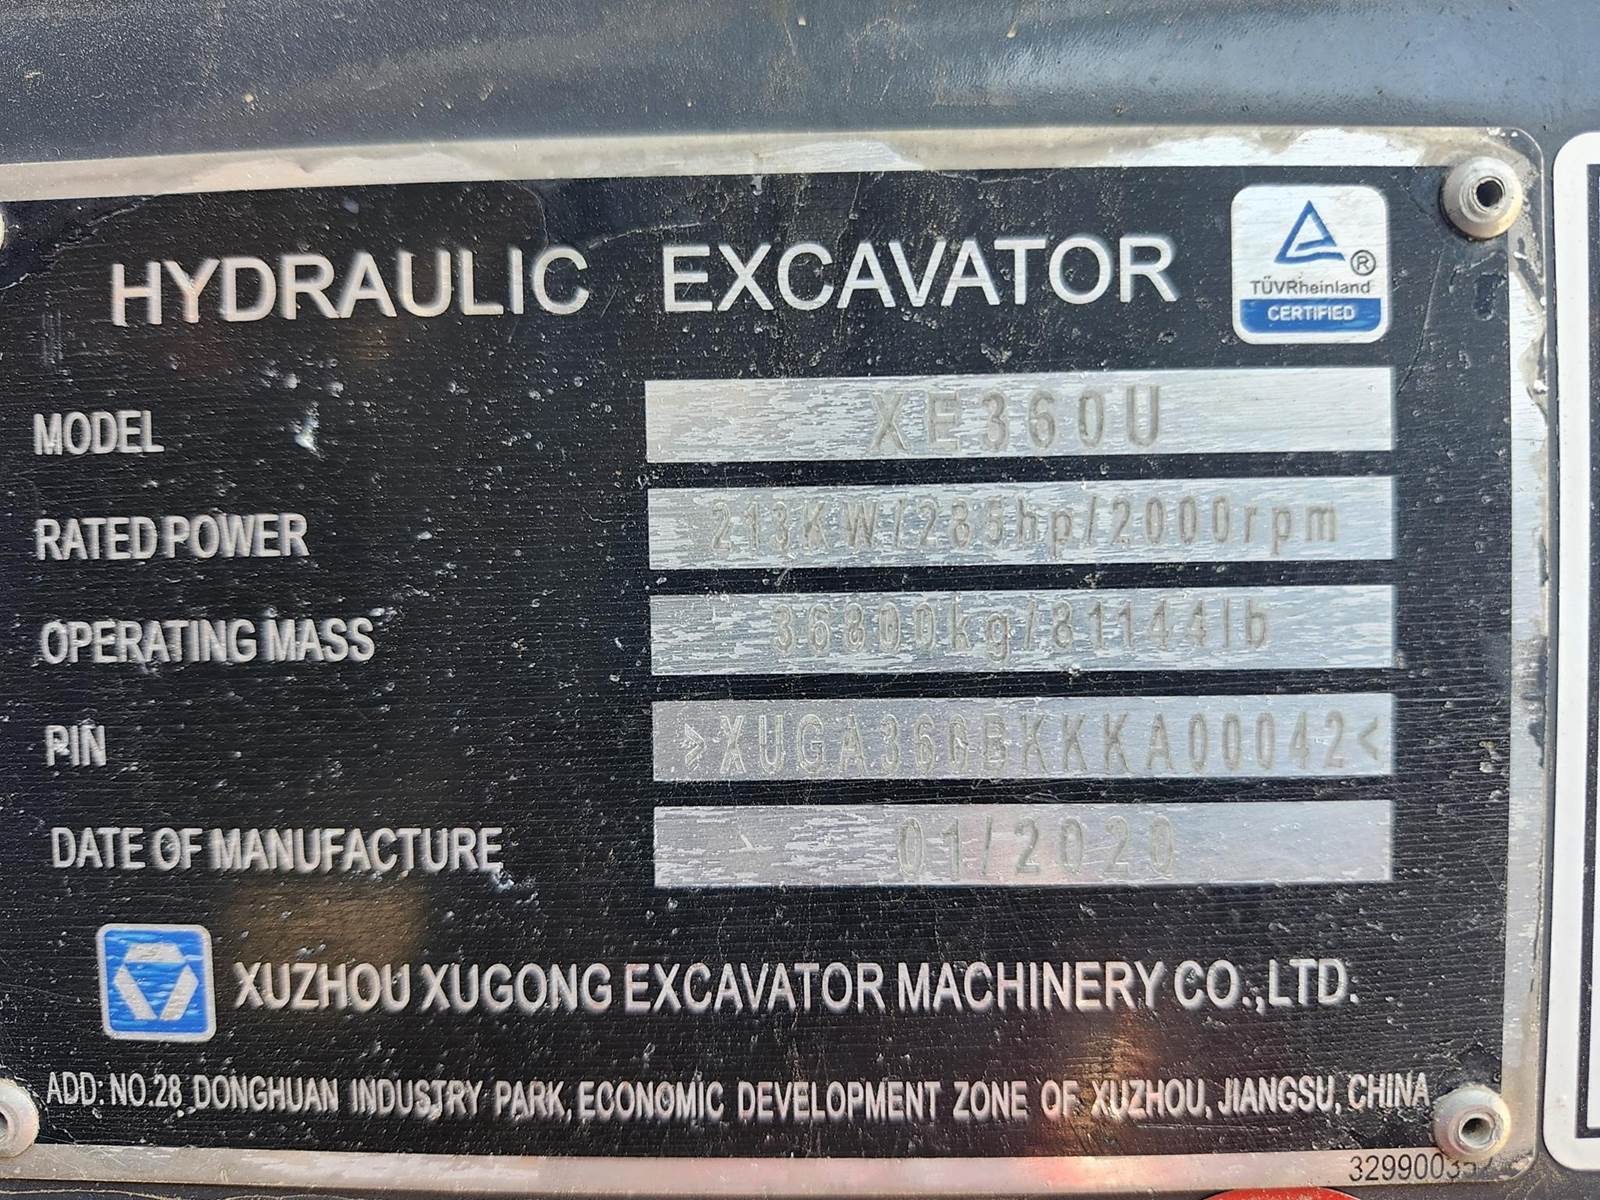 HYDRAULIC EXCAVATOR
TÜVRheinland ®
CERTIFIED
MODEL XE360U
RATED POWER 213KW/285hp/2000rpm
OPERATING MASS 36800kg/81144lb
PIN >XUGA360BKKKA00042<
DATE OF MANUFACTURE 01/2020
XUZHOU XUGONG EXCAVATOR MACHINERY CO.,LTD.
ADD: NO.28 DONGHUAN INDUSTRY PARK, ECONOMIC DEVELOPMENT ZONE OF XUZHOU, JIANGSU, CHINA